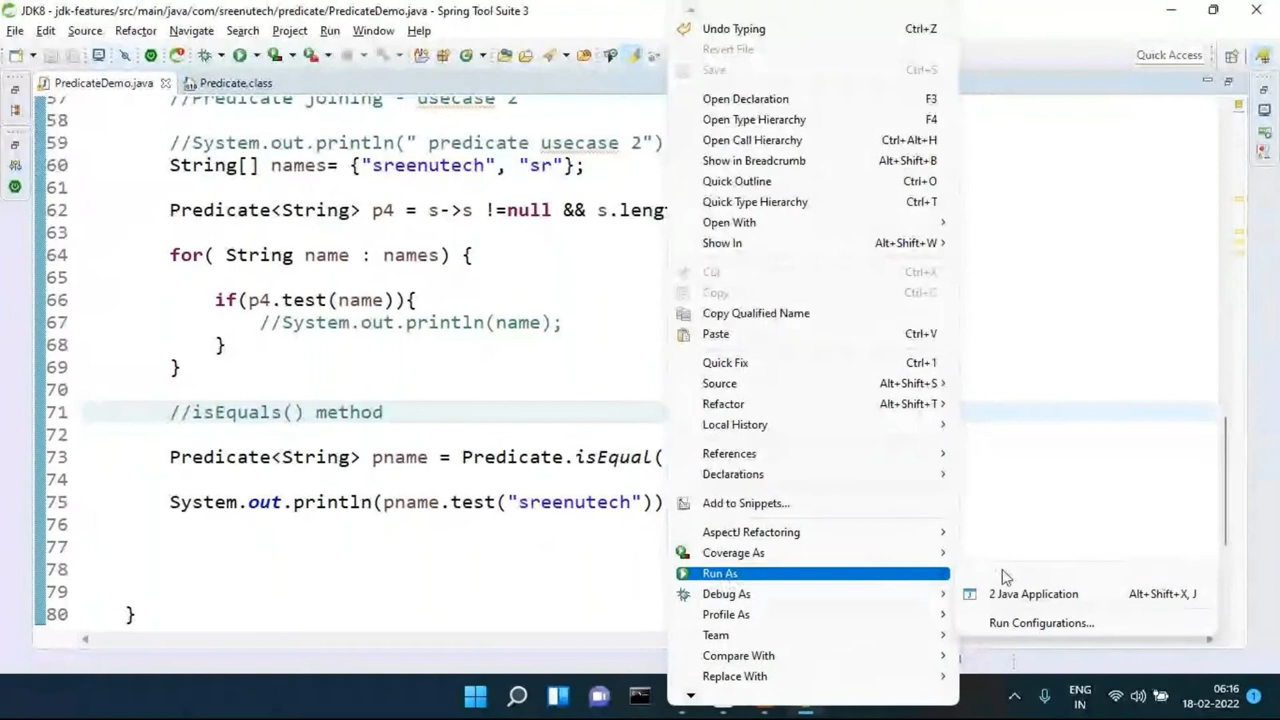 JDK8 - jdk-features/src/main/java/com/sreenutech/predicate/PredicateDemo.java - Spring Tool Suite 3
File Edit Source Refactor Navigate Search Project Run Window Help
Quick Access
PredicateDemo.java Predicate.class
57 //Predicate joining - usecase 2
58
59 //System.out.println(" predicate usecase 2")
60 String[] names= {"sreenutech", "sr"};
61
62 Predicate<String> p4 = s->s !=null && s.leng
63
64 for( String name : names) {
65
66 if(p4.test(name)){
67 //System.out.println(name);
68 }
69 }
70
71 //isEquals() method
72
73 Predicate<String> pname = Predicate.isEqual(
74
75 System.out.println(pname.test("sreenutech"))
76
77
78
79
80 }
Undo Typing Ctrl+Z
Revert File
Save Ctrl+S
Open Declaration F3
Open Type Hierarchy F4
Open Call Hierarchy Ctrl+Alt+H
Show in Breadcrumb Alt+Shift+B
Quick Outline Ctrl+O
Quick Type Hierarchy Ctrl+T
Open With
Show In Alt+Shift+W
Cut Ctrl+X
Copy Ctrl+C
Copy Qualified Name
Paste Ctrl+V
Quick Fix Ctrl+1
Source Alt+Shift+S
Refactor Alt+Shift+T
Local History
References
Declarations
Add to Snippets...
AspectJ Refactoring
Coverage As
Run As
Debug As
Profile As
Team
Compare With
Replace With
2 Java Application Alt+Shift+X, J
Run Configurations...
ENG
IN
06:16
18-02-2022
1